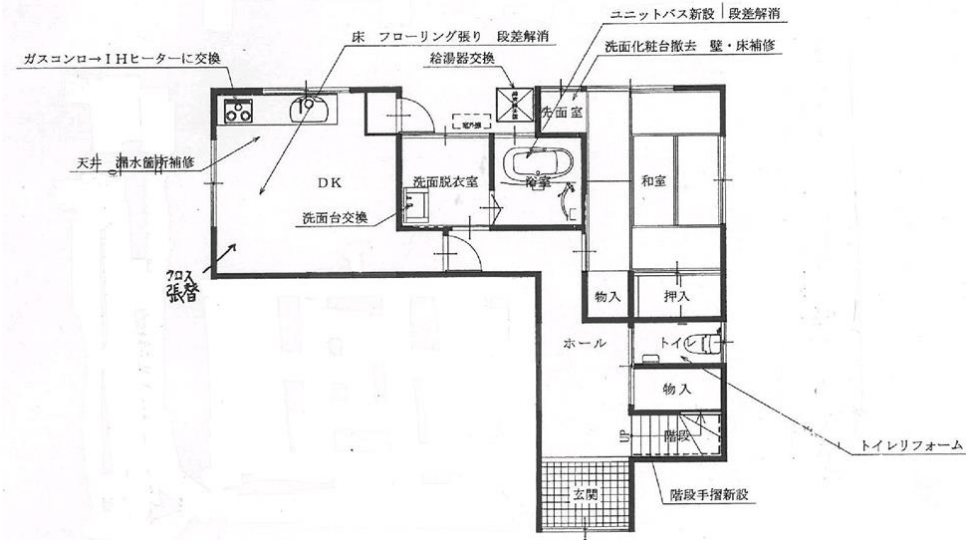 ユニットバス新設 段差解消
床 フローリング張り 段差解消
洗面化粧台撤去 壁・床補修
ガスコンロ→IHヒーターに交換
給湯器交換
洗面室
天井 漏水箇所補修
DK
洗面脱衣室
浴室
和室
洗面台交換
クロス
張替
物入
押入
ホール
トイレ
物入
UP
階段
トイレリフォーム
玄関
階段手摺新設